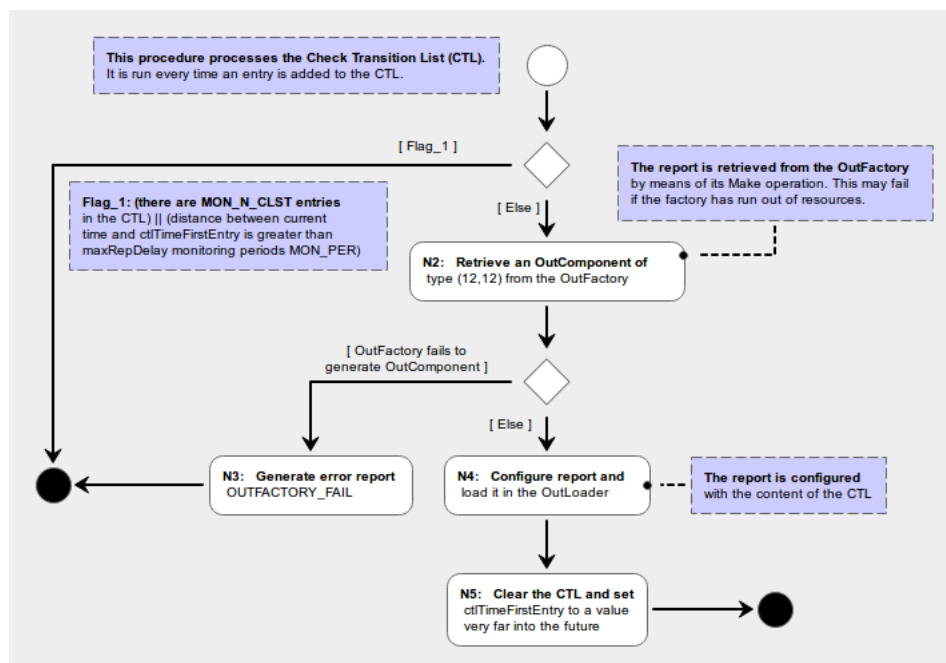 This procedure processes the Check Transition List (CTL).
It is run every time an entry is added to the CTL.
[ Flag_1 ]
The report is retrieved from the OutFactory
by means of its Make operation. This may fail
if the factory has run out of resources.
Flag_1: (there are MON_N_CLST entries
in the CTL) || (distance between current
time and ctlTimeFirstEntry is greater than
maxRepDelay monitoring periods MON_PER)
[ Else ]
N2: Retrieve an OutComponent of
type (12,12) from the OutFactory
[ OutFactory fails to
generate OutComponent ]
[ Else ]
N3: Generate error report
OUTFACTORY_FAIL
N4: Configure report and
load it in the OutLoader
The report is configured
with the content of the CTL
N5: Clear the CTL and set
ctlTimeFirstEntry to a value
very far into the future